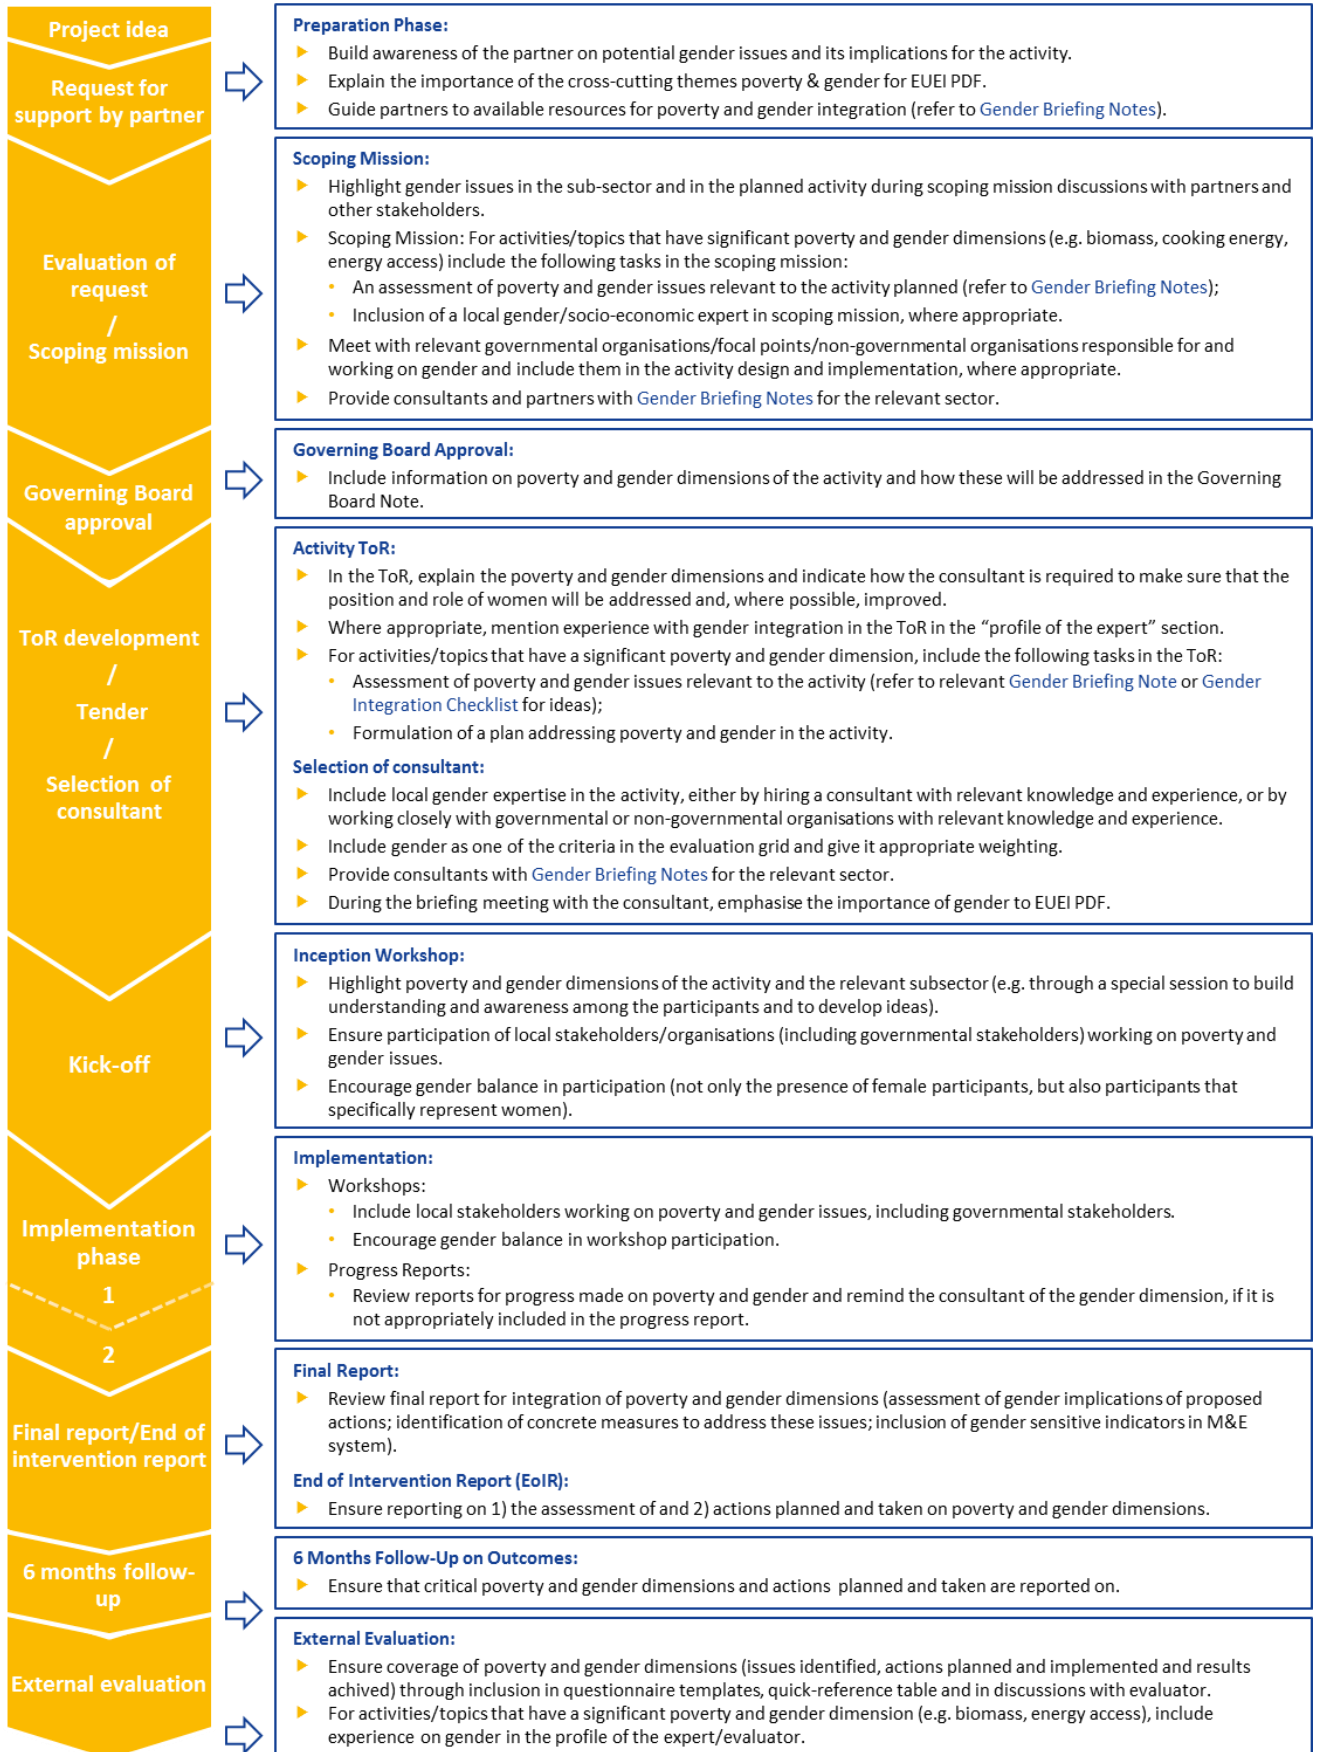 Project idea
Request for
support by partner
Preparation Phase:
Build awareness of the partner on potential gender issues and its implications for the activity.
Explain the importance of the cross-cutting themes poverty & gender for EUEI PDF.
Guide partners to available resources for poverty and gender integration (refer to Gender Briefing Notes).
Evaluation of
request
/
Scoping mission
Scoping Mission:
Highlight gender issues in the sub-sector and in the planned activity during scoping mission discussions with partners and
other stakeholders.
Scoping Mission: For activities/topics that have significant poverty and gender dimensions (e.g. biomass, cooking energy,
energy access) include the following tasks in the scoping mission:
• An assessment of poverty and gender issues relevant to the activity planned (refer to Gender Briefing Notes);
• Inclusion of a local gender/socio-economic expert in scoping mission, where appropriate.
Meet with relevant governmental organisations/focal points/non-governmental organisations responsible for and
working on gender and include them in the activity design and implementation, where appropriate.
Provide consultants and partners with Gender Briefing Notes for the relevant sector.
Governing Board
approval
Governing Board Approval:
Include information on poverty and gender dimensions of the activity and how these will be addressed in the Governing
Board Note.
ToR development
/
Tender
/
Selection of
consultant
Activity ToR:
In the ToR, explain the poverty and gender dimensions and indicate how the consultant is required to make sure that the
position and role of women will be addressed and, where possible, improved.
Where appropriate, mention experience with gender integration in the ToR in the “profile of the expert” section.
For activities/topics that have a significant poverty and gender dimension, include the following tasks in the ToR:
• Assessment of poverty and gender issues relevant to the activity (refer to relevant Gender Briefing Note or Gender
Integration Checklist for ideas);
• Formulation of a plan addressing poverty and gender in the activity.
Selection of consultant:
Include local gender expertise in the activity, either by hiring a consultant with relevant knowledge and experience, or by
working closely with governmental or non-governmental organisations with relevant knowledge and experience.
Include gender as one of the criteria in the evaluation grid and give it appropriate weighting.
Provide consultants with Gender Briefing Notes for the relevant sector.
During the briefing meeting with the consultant, emphasise the importance of gender to EUEI PDF.
Kick-off
Inception Workshop:
Highlight poverty and gender dimensions of the activity and the relevant subsector (e.g. through a special session to build
understanding and awareness among the participants and to develop ideas).
Ensure participation of local stakeholders/organisations (including governmental stakeholders) working on poverty and
gender issues.
Encourage gender balance in participation (not only the presence of female participants, but also participants that
specifically represent women).
Implementation
phase
1
2
Implementation:
Workshops:
• Include local stakeholders working on poverty and gender issues, including governmental stakeholders.
• Encourage gender balance in workshop participation.
Progress Reports:
• Review reports for progress made on poverty and gender and remind the consultant of the gender dimension, if it is
not appropriately included in the progress report.
Final report/End of
intervention report
Final Report:
Review final report for integration of poverty and gender dimensions (assessment of gender implications of proposed
actions; identification of concrete measures to address these issues; inclusion of gender sensitive indicators in M&E
system).
End of Intervention Report (EoIR):
Ensure reporting on 1) the assessment of and 2) actions planned and taken on poverty and gender dimensions.
6 months follow-
up
6 Months Follow-Up on Outcomes:
Ensure that critical poverty and gender dimensions and actions planned and taken are reported on.
External evaluation
External Evaluation:
Ensure coverage of poverty and gender dimensions (issues identified, actions planned and implemented and results
achived) through inclusion in questionnaire templates, quick-reference table and in discussions with evaluator.
For activities/topics that have a significant poverty and gender dimension (e.g. biomass, energy access), include
experience on gender in the profile of the expert/evaluator.